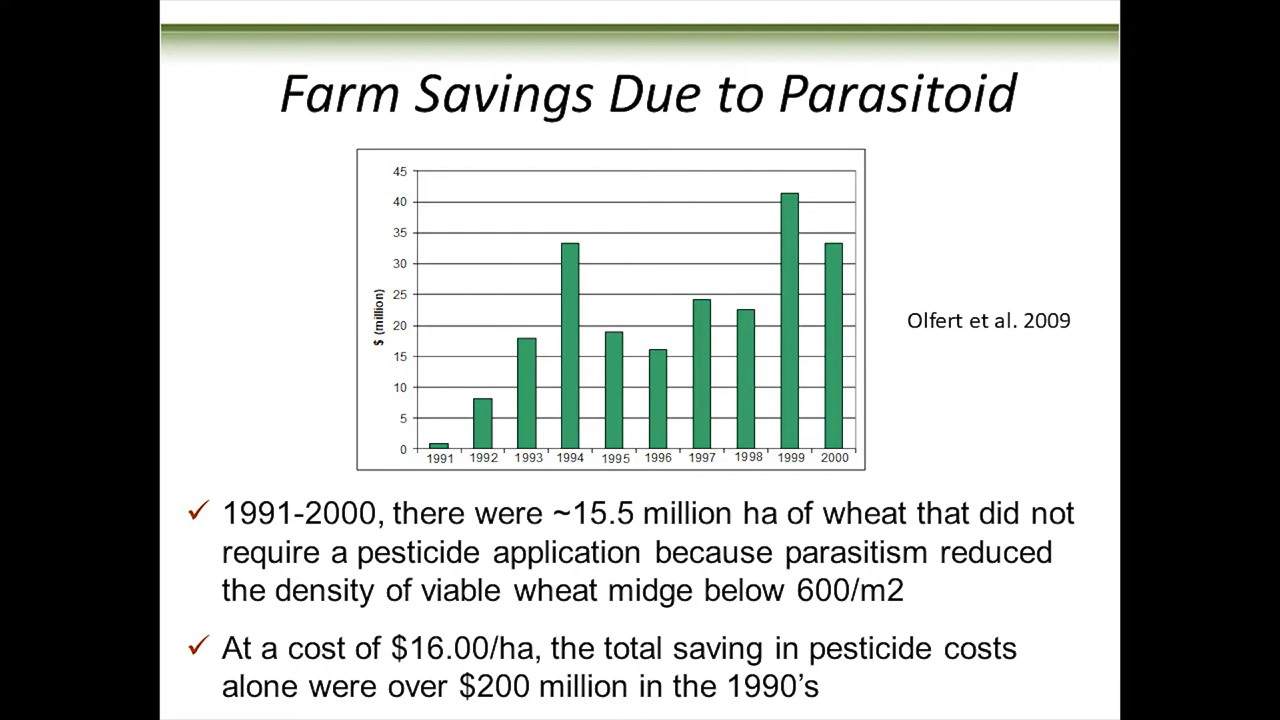 Farm Savings Due to Parasitoid
45
40
35
30
25
20
15
10
5
0
$ (million)
1991 1992 1993 1994 1995 1996 1997 1998 1999 2000
Olfert et al. 2009
1991-2000, there were ~15.5 million ha of wheat that did not
require a pesticide application because parasitism reduced
the density of viable wheat midge below 600/m2
At a cost of $16.00/ha, the total saving in pesticide costs
alone were over $200 million in the 1990’s